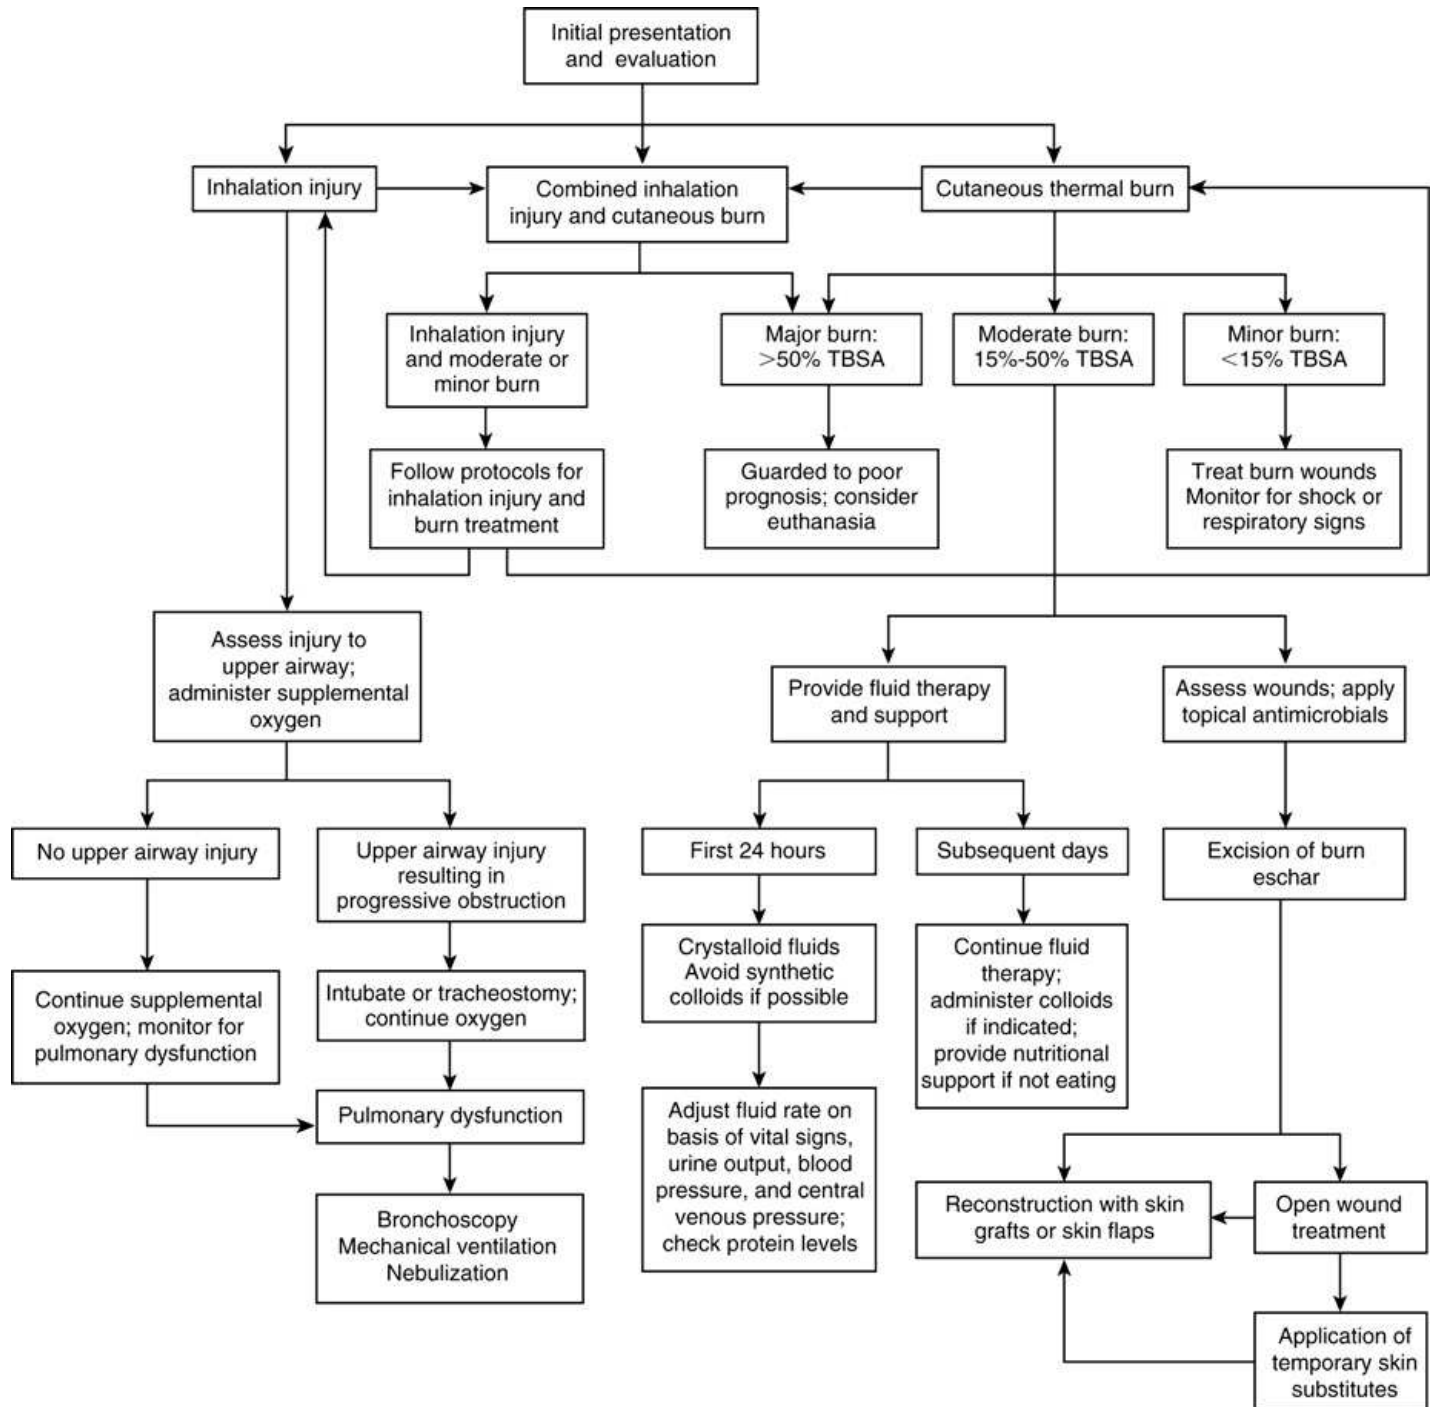 Initial presentation
and evaluation
Inhalation injury
Combined inhalation
injury and cutaneous burn
Cutaneous thermal burn
Inhalation injury
and moderate or
minor burn
Major burn:
>50% TBSA
Moderate burn:
15%-50% TBSA
Minor burn:
<15% TBSA
Follow protocols for
inhalation injury and
burn treatment
Guarded to poor
prognosis; consider
euthanasia
Treat burn wounds
Monitor for shock or
respiratory signs
Assess injury to
upper airway;
administer supplemental
oxygen
Provide fluid therapy
and support
Assess wounds; apply
topical antimicrobials
No upper airway injury
Upper airway injury
resulting in
progressive obstruction
First 24 hours
Subsequent days
Excision of burn
eschar
Continue supplemental
oxygen; monitor for
pulmonary dysfunction
Intubate or tracheostomy;
continue oxygen
Crystalloid fluids
Avoid synthetic
colloids if possible
Continue fluid
therapy;
administer colloids
if indicated;
provide nutritional
support if not eating
Pulmonary dysfunction
Adjust fluid rate on
basis of vital signs,
urine output, blood
pressure, and central
venous pressure;
check protein levels
Bronchoscopy
Mechanical ventilation
Nebulization
Reconstruction with skin
grafts or skin flaps
Open wound
treatment
Application of
temporary skin
substitutes